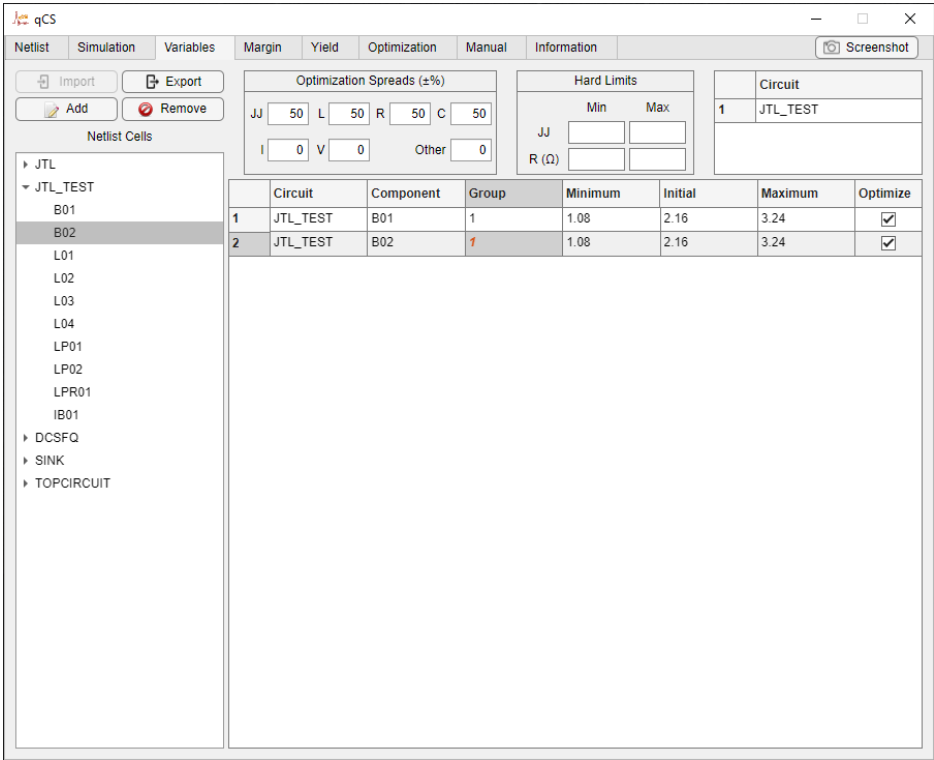 qCS
Netlist Simulation Variables Margin Yield Optimization Manual Information Screenshot
Import Export
Add Remove
Netlist Cells
JTL
JTL_TEST
B01
B02
L01
L02
L03
L04
LP01
LP02
LPR01
IB01
DCSFQ
SINK
TOPCIRCUIT
Optimization Spreads (±%)
JJ 50 L 50 R 50 C 50
I 0 V 0 Other 0
Hard Limits
Min Max
JJ
R (Ω)
Circuit
1 JTL_TEST
Circuit Component Group Minimum Initial Maximum Optimize
1 JTL_TEST B01 1 1.08 2.16 3.24
2 JTL_TEST B02 1 1.08 2.16 3.24